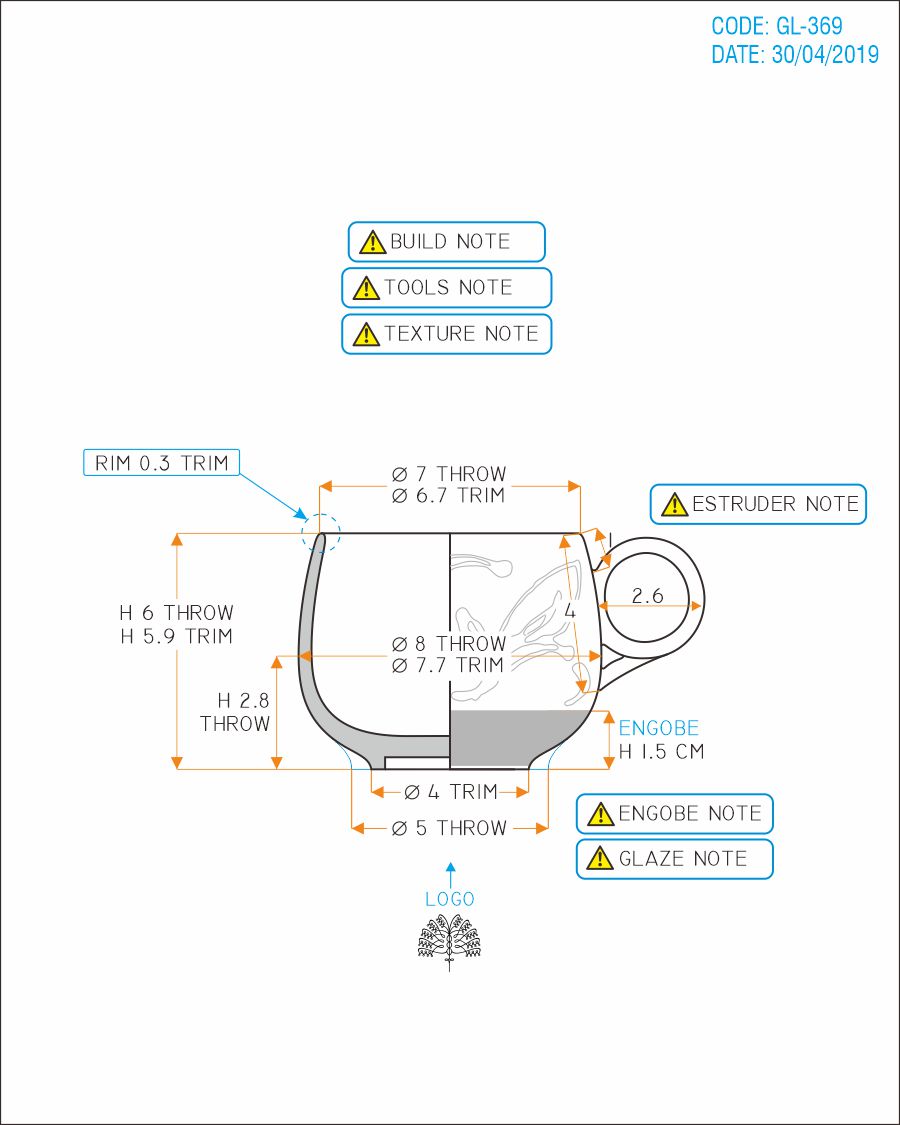 CODE: GL-369
DATE: 30/04/2019
BUILD NOTE
TOOLS NOTE
TEXTURE NOTE
RIM 0.3 TRIM
Ø 7 THROW
Ø 6.7 TRIM
ESTRUDER NOTE
1
H 6 THROW
H 5.9 TRIM
4
2.6
Ø 8 THROW
Ø 7.7 TRIM
H 2.8
THROW
ENGOBE
H 1.5 CM
Ø 4 TRIM
Ø 5 THROW
ENGOBE NOTE
GLAZE NOTE
LOGO